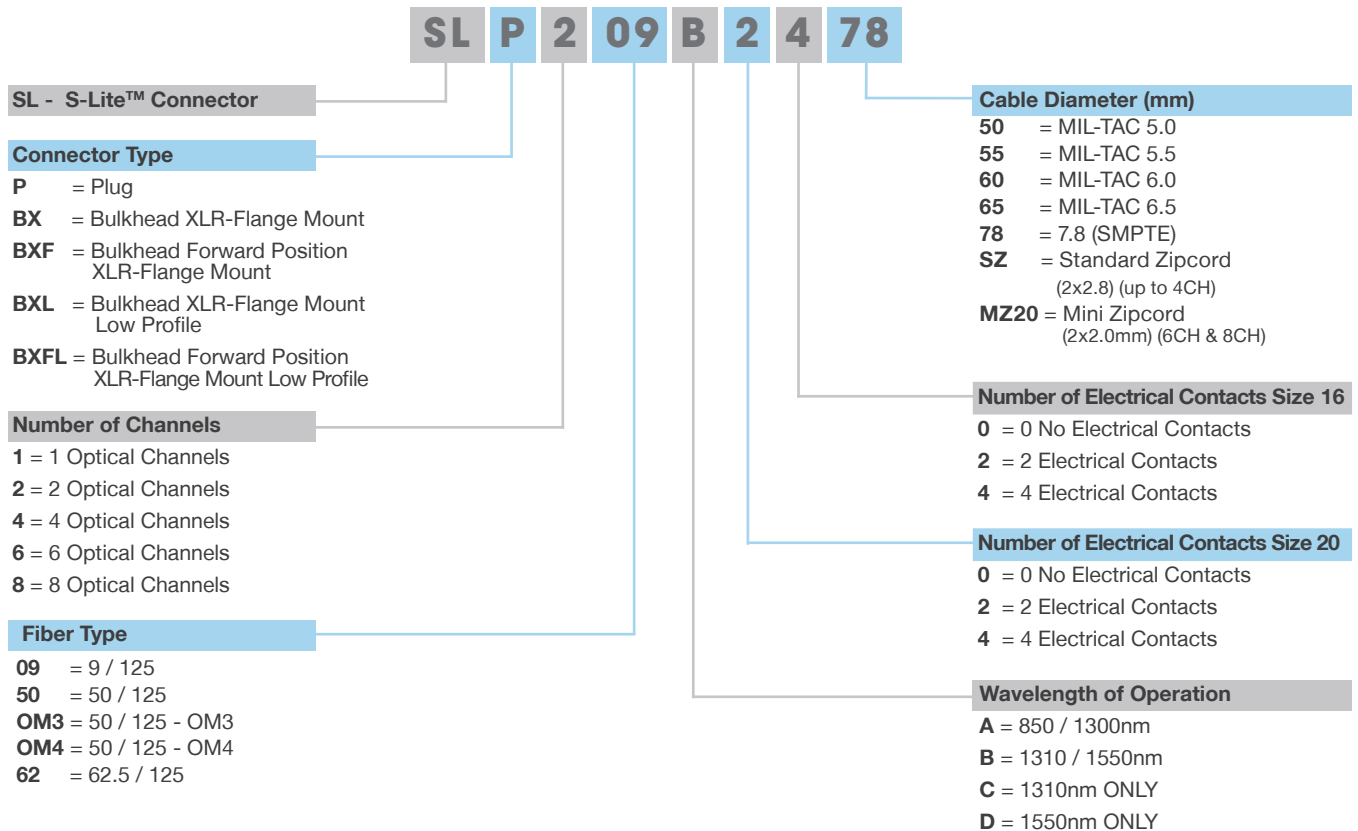 SL P 2 09 B 2 4 78
SL - S-Lite™ Connector
Connector Type
P = Plug
BX = Bulkhead XLR-Flange Mount
BXF = Bulkhead Forward Position
XLR-Flange Mount
BXL = Bulkhead XLR-Flange Mount
Low Profile
BXFL = Bulkhead Forward Position
XLR-Flange Mount Low Profile
Number of Channels
1 = 1 Optical Channels
2 = 2 Optical Channels
4 = 4 Optical Channels
6 = 6 Optical Channels
8 = 8 Optical Channels
Fiber Type
09 = 9 / 125
50 = 50 / 125
OM3 = 50 / 125 - OM3
OM4 = 50 / 125 - OM4
62 = 62.5 / 125
Cable Diameter (mm)
50 = MIL-TAC 5.0
55 = MIL-TAC 5.5
60 = MIL-TAC 6.0
65 = MIL-TAC 6.5
78 = 7.8 (SMPTE)
SZ = Standard Zipcord
(2x2.8) (up to 4CH)
MZ20 = Mini Zipcord
(2x2.0mm) (6CH & 8CH)
Number of Electrical Contacts Size 16
0 = 0 No Electrical Contacts
2 = 2 Electrical Contacts
4 = 4 Electrical Contacts
Number of Electrical Contacts Size 20
0 = 0 No Electrical Contacts
2 = 2 Electrical Contacts
4 = 4 Electrical Contacts
Wavelength of Operation
A = 850 / 1300nm
B = 1310 / 1550nm
C = 1310nm ONLY
D = 1550nm ONLY